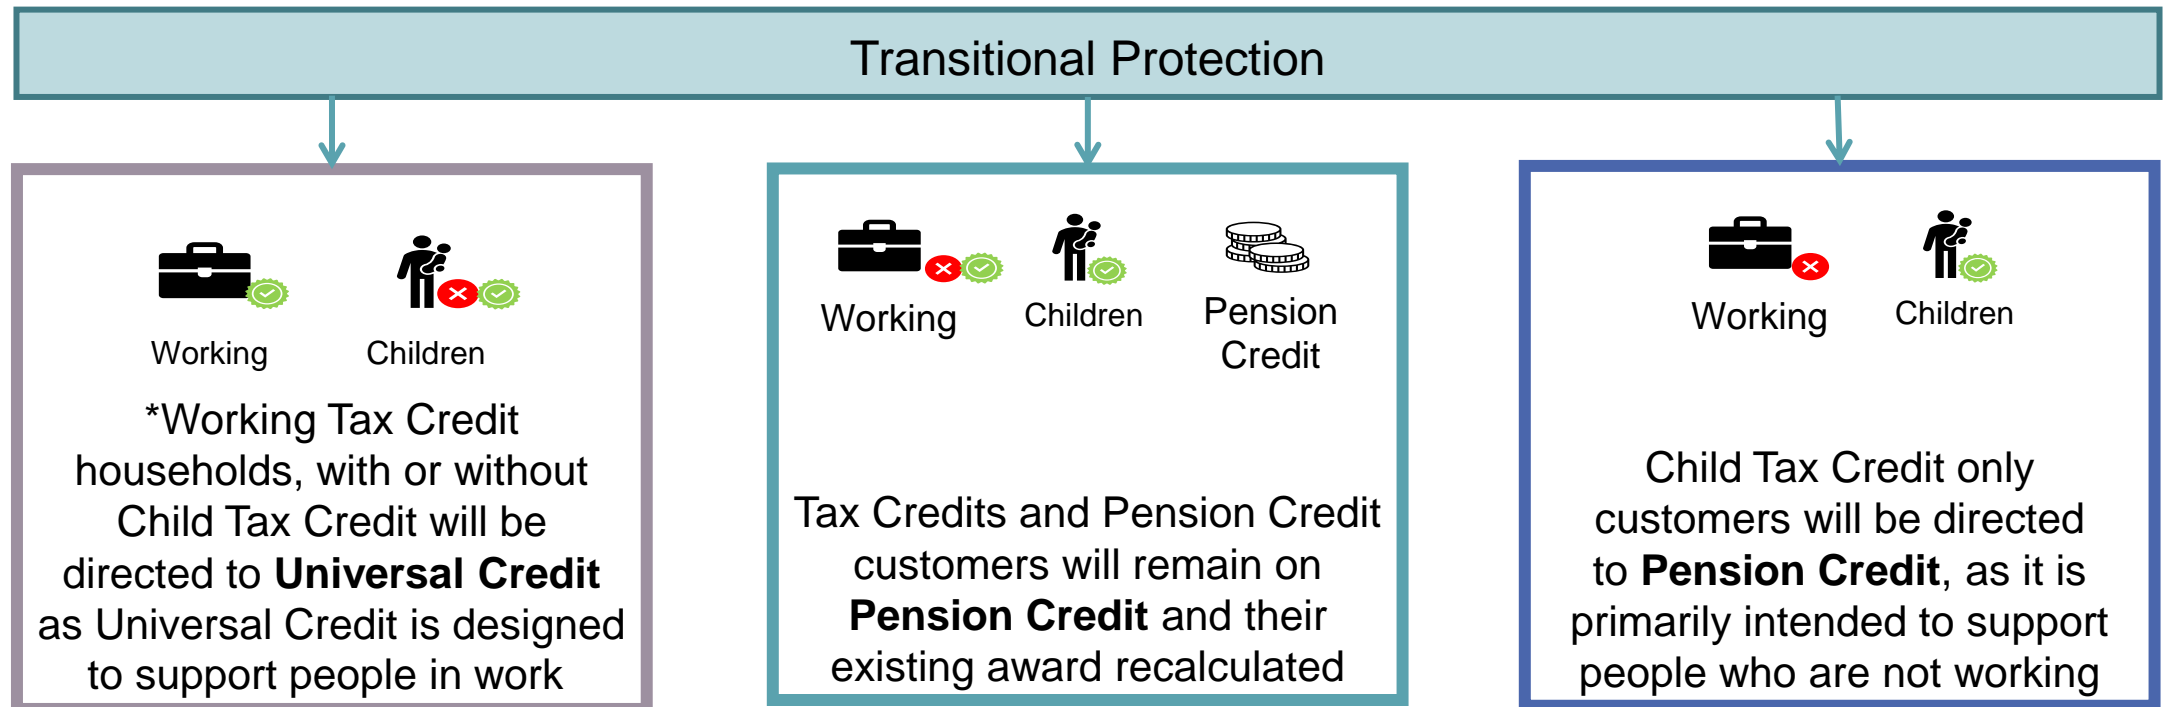 Transitional Protection
Working
Children
*Working Tax Credit
households, with or without
Child Tax Credit will be
directed to Universal Credit
as Universal Credit is designed
to support people in work
Working
Children
Pension
Credit
Tax Credits and Pension Credit
customers will remain on
Pension Credit and their
existing award recalculated
Working
Children
Child Tax Credit only
customers will be directed
to Pension Credit, as it is
primarily intended to support
people who are not working